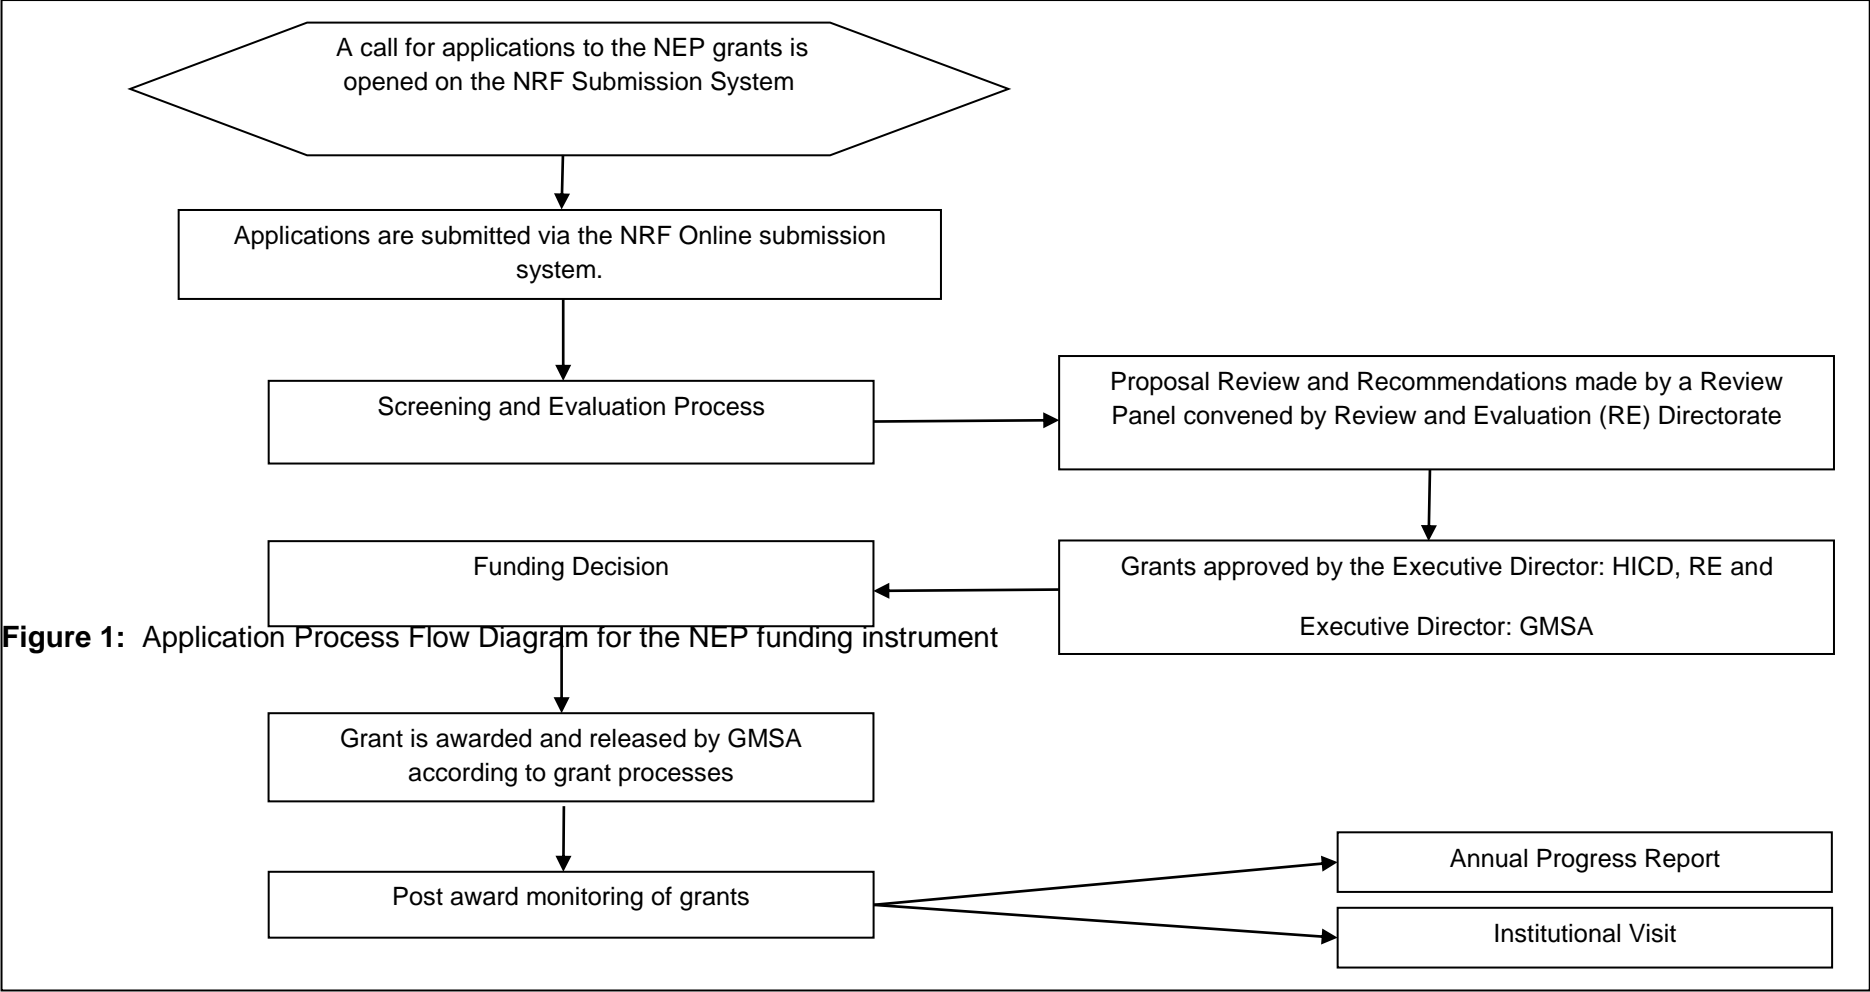 A call for applications to the NEP grants is
opened on the NRF Submission System
Applications are submitted via the NRF Online submission
system.
Screening and Evaluation Process
Proposal Review and Recommendations made by a Review
Panel convened by Review and Evaluation (RE) Directorate
Grants approved by the Executive Director: HICD, RE and
Executive Director: GMSA
Funding Decision
Figure 1: Application Process Flow Diagram for the NEP funding instrument
Grant is awarded and released by GMSA
according to grant processes
Post award monitoring of grants
Annual Progress Report
Institutional Visit